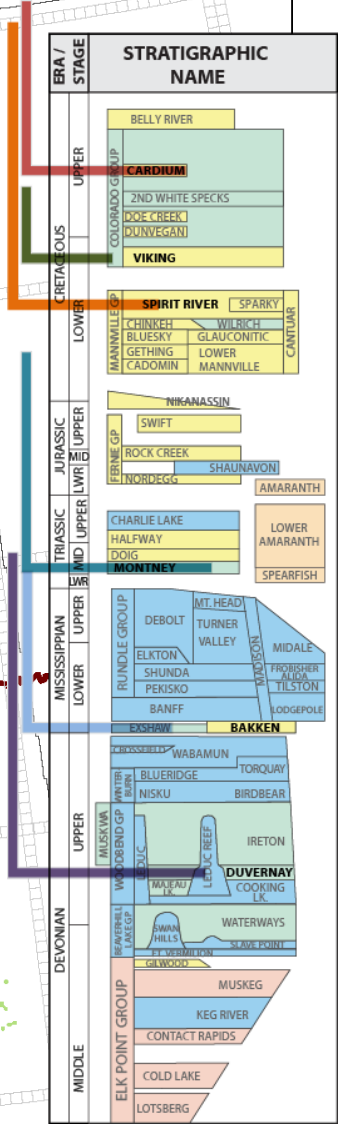 ERA /
STAGE
STRATIGRAPHIC
NAME
CRETACEOUS
UPPER
BELLY RIVER
COLORADO GROUP
CARDIUM
2ND WHITE SPECKS
DOE CREEK
DUNVEGAN
VIKING
LOWER
MANNVILLE GP
SPIRIT RIVER
SPARKY
CANTUAR
CHINKEH
WILRICH
BLUESKY
GLAUCONITIC
GETHING
LOWER
MANNVILLE
CADOMIN
JURASSIC
UPPER
MID
LWR
NIKANASSIN
FERNIE GP
SWIFT
ROCK CREEK
SHAUNAVON
NORDEGG
AMARANTH
TRIASSIC
UPPER
MID
LWR
CHARLIE LAKE
LOWER
AMARANTH
HALFWAY
DOIG
MONTNEY
SPEARFISH
MISSISSIPPIAN
UPPER
LOWER
RUNDLE GROUP
MT. HEAD
DEBOLT
TURNER
VALLEY
MADISON
MIDALE
ELKTON
SHUNDA
FROBISHER
ALIDA
PEKISKO
TILSTON
BANFF
LODGEPOLE
EXSHAW
BAKKEN
DEVONIAN
UPPER
CROSSFIELD
WABAMUN
TORQUAY
WINTER-
BURN
BLUERIDGE
NISKU
BIRDBEAR
MUSKWA
WOODBEND GP
LEDUC
LEDUC REEF
IRETON
DUVERNAY
MAJEAU
LK.
COOKING
LK.
BEAVERHILL
LAKE GP
SWAN
HILLS
WATERWAYS
SLAVE POINT
FT. VERMILION
GILWOOD
MIDDLE
ELK POINT GROUP
MUSKEG
KEG RIVER
CONTACT RAPIDS
COLD LAKE
LOTSBERG